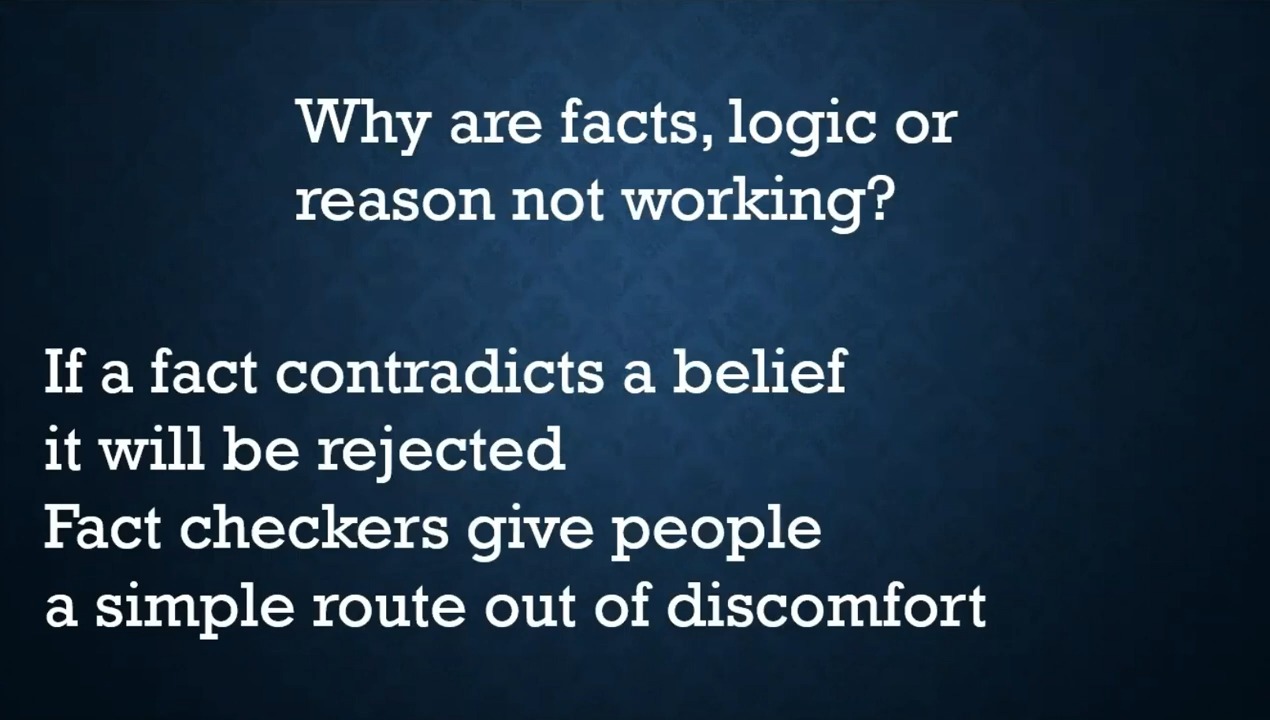 Why are facts, logic or
reason not working?
If a fact contradicts a belief
it will be rejected
Fact checkers give people
a simple route out of discomfort